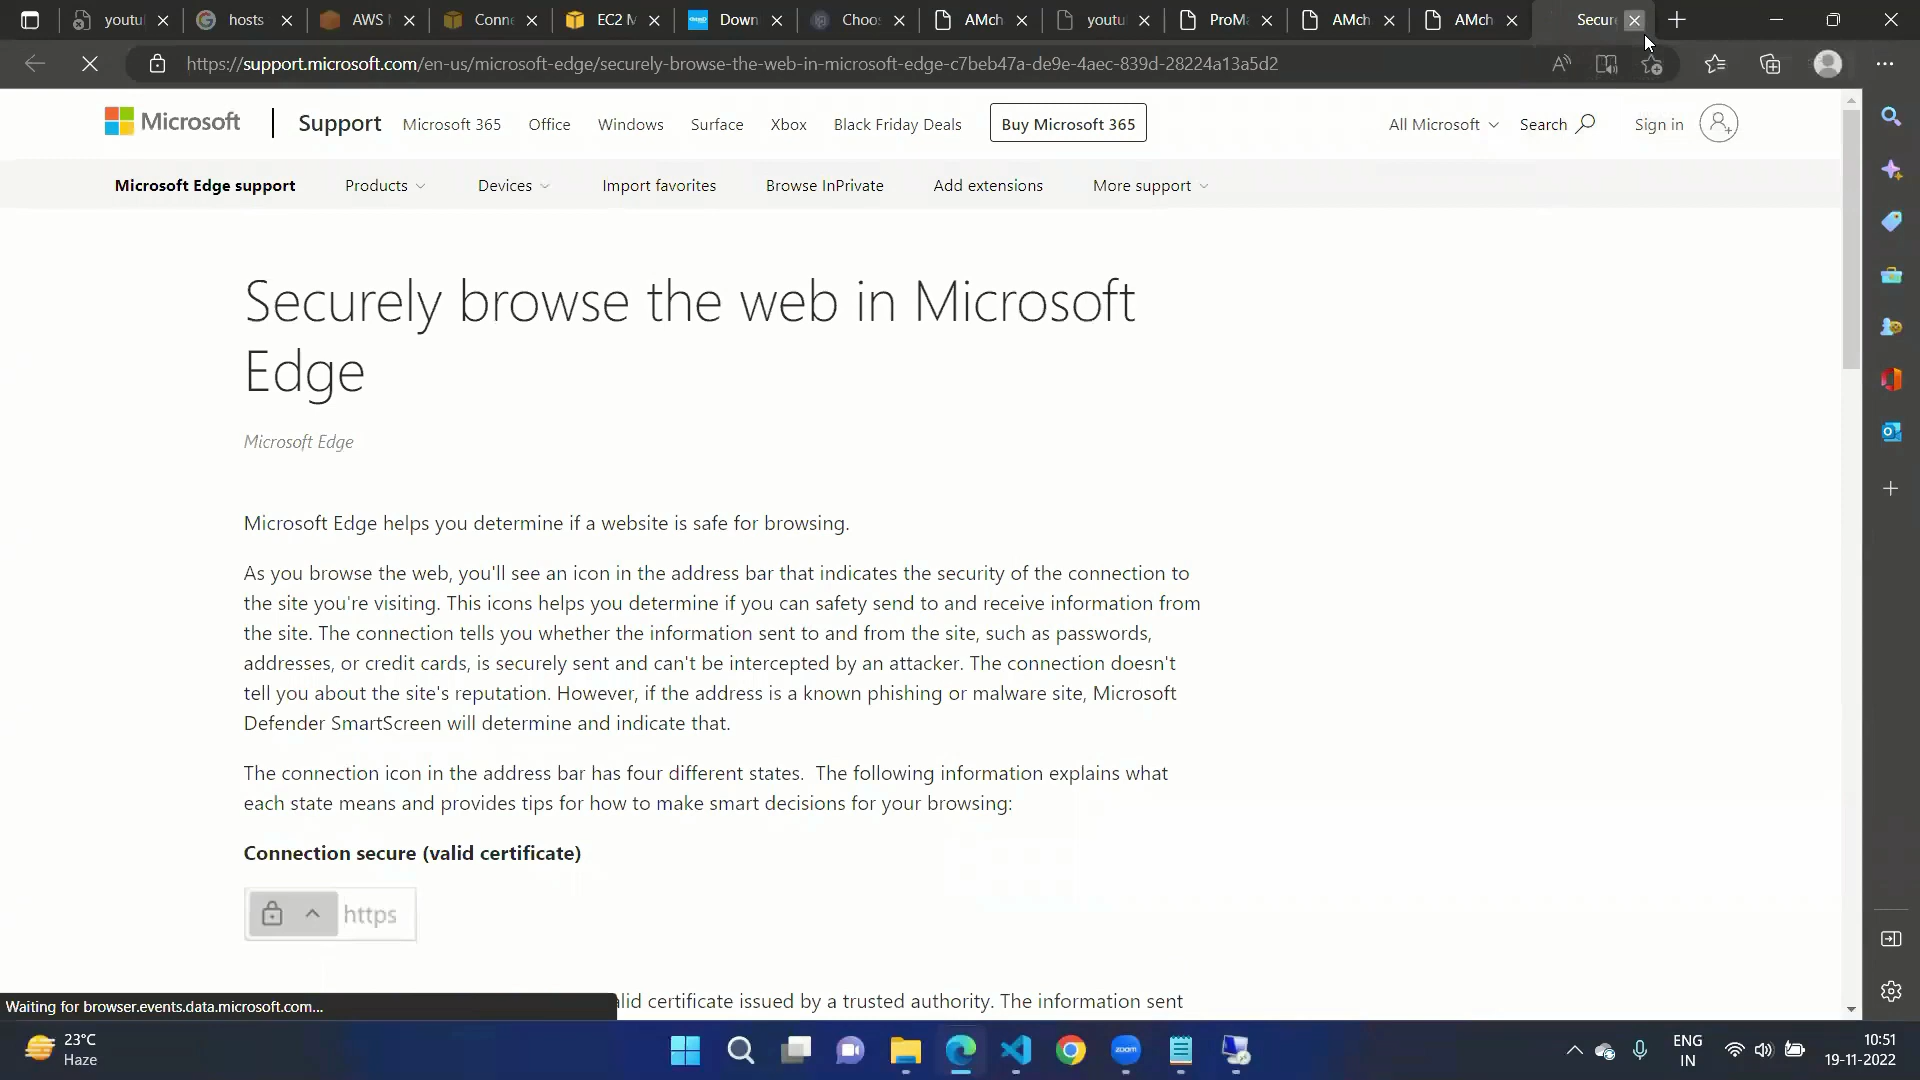 youtu
hosts
AWS
Conne
EC2 M
Down
Choo
AMch
youtu
ProMa
AMch
AMch
Secure
https://support.microsoft.com/en-us/microsoft-edge/securely-browse-the-web-in-microsoft-edge-c7beb47a-de9e-4aec-839d-28224a13a5d2
Microsoft
Support
Microsoft 365
Office
Windows
Surface
Xbox
Black Friday Deals
Buy Microsoft 365
All Microsoft
Search
Sign in
Microsoft Edge support
Products
Devices
Import favorites
Browse InPrivate
Add extensions
More support
Securely browse the web in Microsoft
Edge
Microsoft Edge
Microsoft Edge helps you determine if a website is safe for browsing.
As you browse the web, you'll see an icon in the address bar that indicates the security of the connection to
the site you're visiting. This icons helps you determine if you can safety send to and receive information from
the site. The connection tells you whether the information sent to and from the site, such as passwords,
addresses, or credit cards, is securely sent and can't be intercepted by an attacker. The connection doesn't
tell you about the site's reputation. However, if the address is a known phishing or malware site, Microsoft
Defender SmartScreen will determine and indicate that.
The connection icon in the address bar has four different states.  The following information explains what
each state means and provides tips for how to make smart decisions for your browsing:
Connection secure (valid certificate)
https
alid certificate issued by a trusted authority. The information sent
Waiting for browser.events.data.microsoft.com...
23°C
Haze
zoom
ENG
IN
10:51
19-11-2022